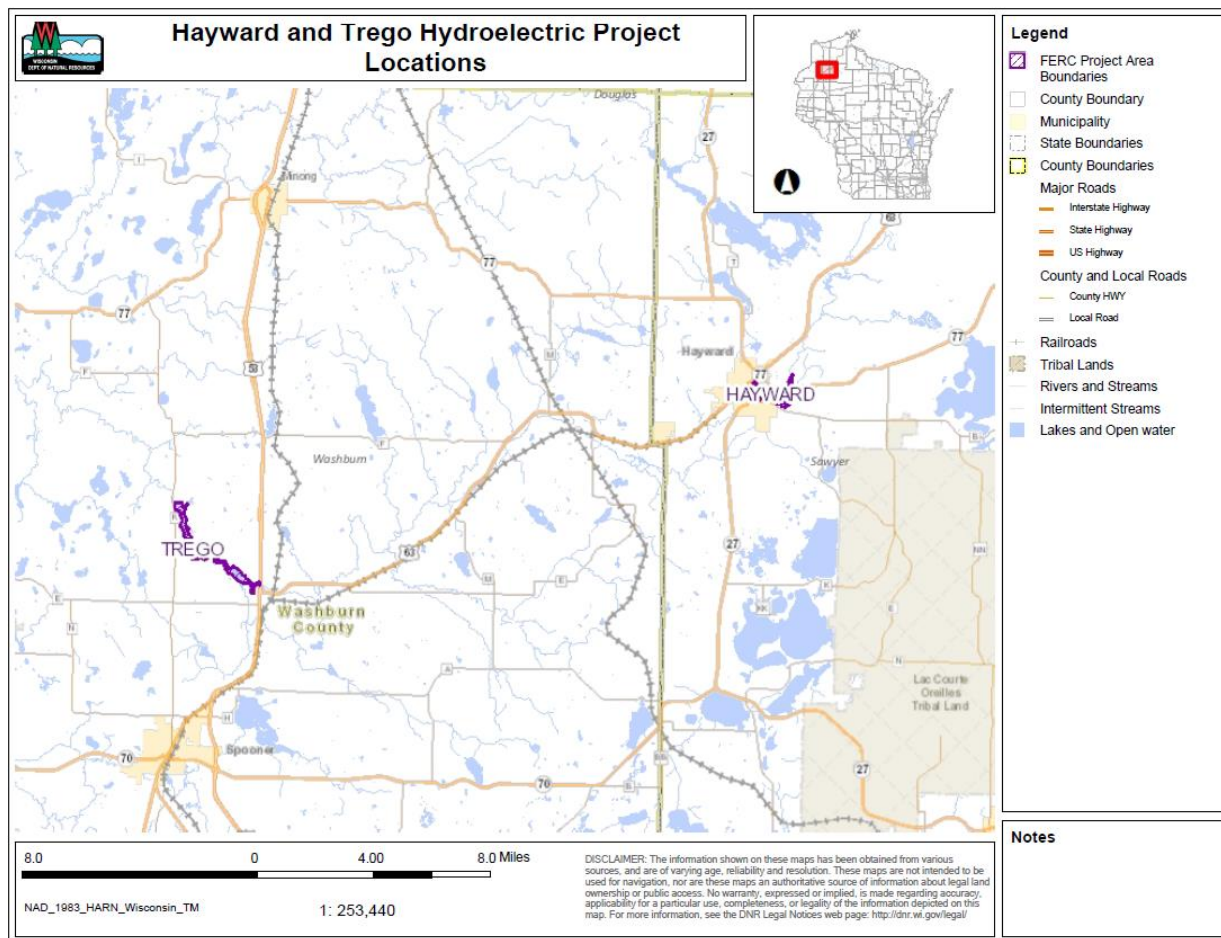 WISCONSIN
DEPT. OF NATURAL RESOURCES
Hayward and Trego Hydroelectric Project
Locations
Douglas
27
I
Minong
63
77
T
77
77
77
M
Hayward
F
53
77
HAYWARD
F
Washburn
B
Sawyer
K
TREGO
63
27
NN
M
E
E
K
E
Washburn
County
KK
N
A
N
Lac Courte
Oreilles
Tribal Land
H
Spooner
70
27
70
B
Legend
FERC Project Area
Boundaries
County Boundary
Municipality
State Boundaries
County Boundaries
Major Roads
Interstate Highway
State Highway
US Highway
County and Local Roads
County HWY
Local Road
Railroads
Tribal Lands
Rivers and Streams
Intermittent Streams
Lakes and Open water
Notes
8.0 0 4.00 8.0 Miles
NAD_1983_HARN_Wisconsin_TM
1: 253,440
DISCLAIMER: The information shown on these maps has been obtained from various
sources, and are of varying age, reliability and resolution. These maps are not intended to be
used for navigation, nor are these maps an authoritative source of information about legal land
ownership or public access. No warranty, expressed or implied, is made regarding accuracy,
applicability for a particular use, completeness, or legality of the information depicted on this
map. For more information, see the DNR Legal Notices web page: http://dnr.wi.gov/legal/